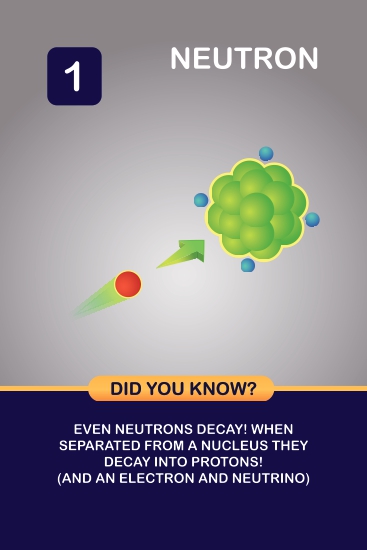 1
NEUTRON
DID YOU KNOW?
EVEN NEUTRONS DECAY! WHEN
SEPARATED FROM A NUCLEUS THEY
DECAY INTO PROTONS!
(AND AN ELECTRON AND NEUTRINO)